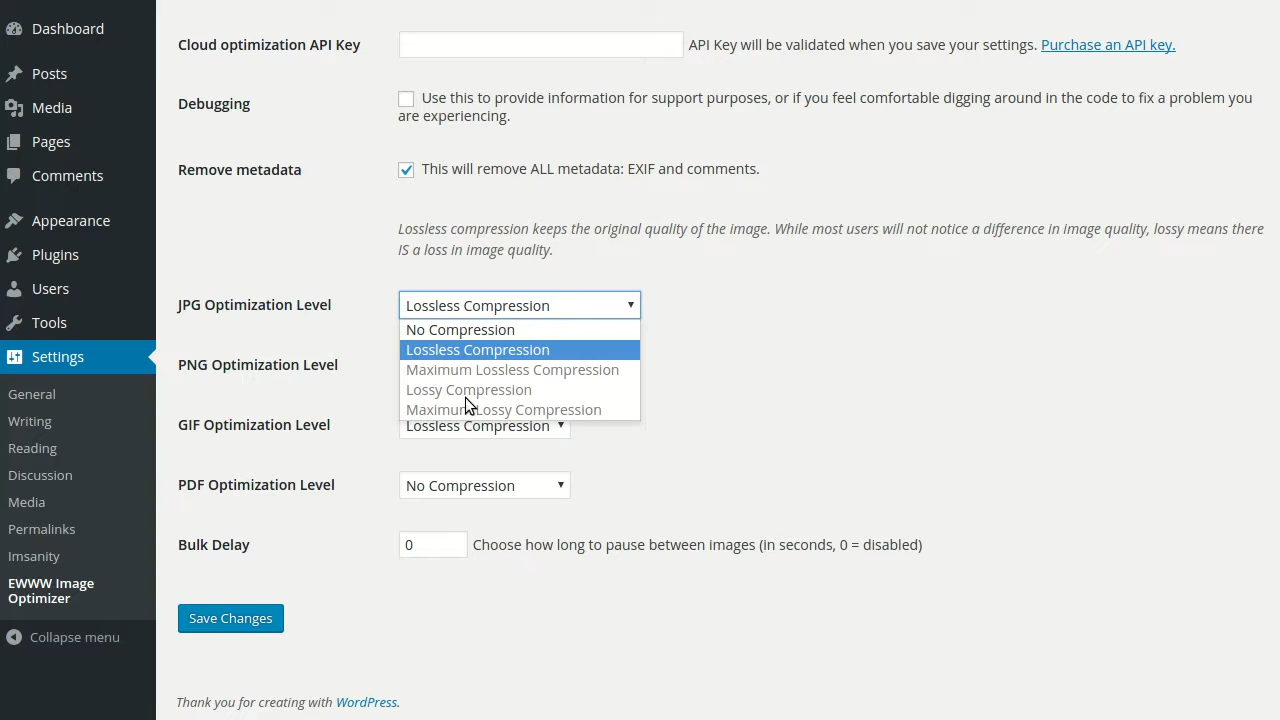 Dashboard
Posts
Media
Pages
Comments
Appearance
Plugins
Users
Tools
Settings
General
Writing
Reading
Discussion
Media
Permalinks
Imsanity
EWWW Image
Optimizer
Collapse menu
Cloud optimization API Key API Key will be validated when you save your settings. Purchase an API key.
Debugging Use this to provide information for support purposes, or if you feel comfortable digging around in the code to fix a problem you
are experiencing.
Remove metadata This will remove ALL metadata: EXIF and comments.
Lossless compression keeps the original quality of the image. While most users will not notice a difference in image quality, lossy means there
IS a loss in image quality.
JPG Optimization Level Lossless Compression
No Compression
Lossless Compression
Maximum Lossless Compression
Lossy Compression
Maximum Lossy Compression
PNG Optimization Level
GIF Optimization Level Lossless Compression
PDF Optimization Level No Compression
Bulk Delay 0 Choose how long to pause between images (in seconds, 0 = disabled)
Save Changes
Thank you for creating with WordPress.